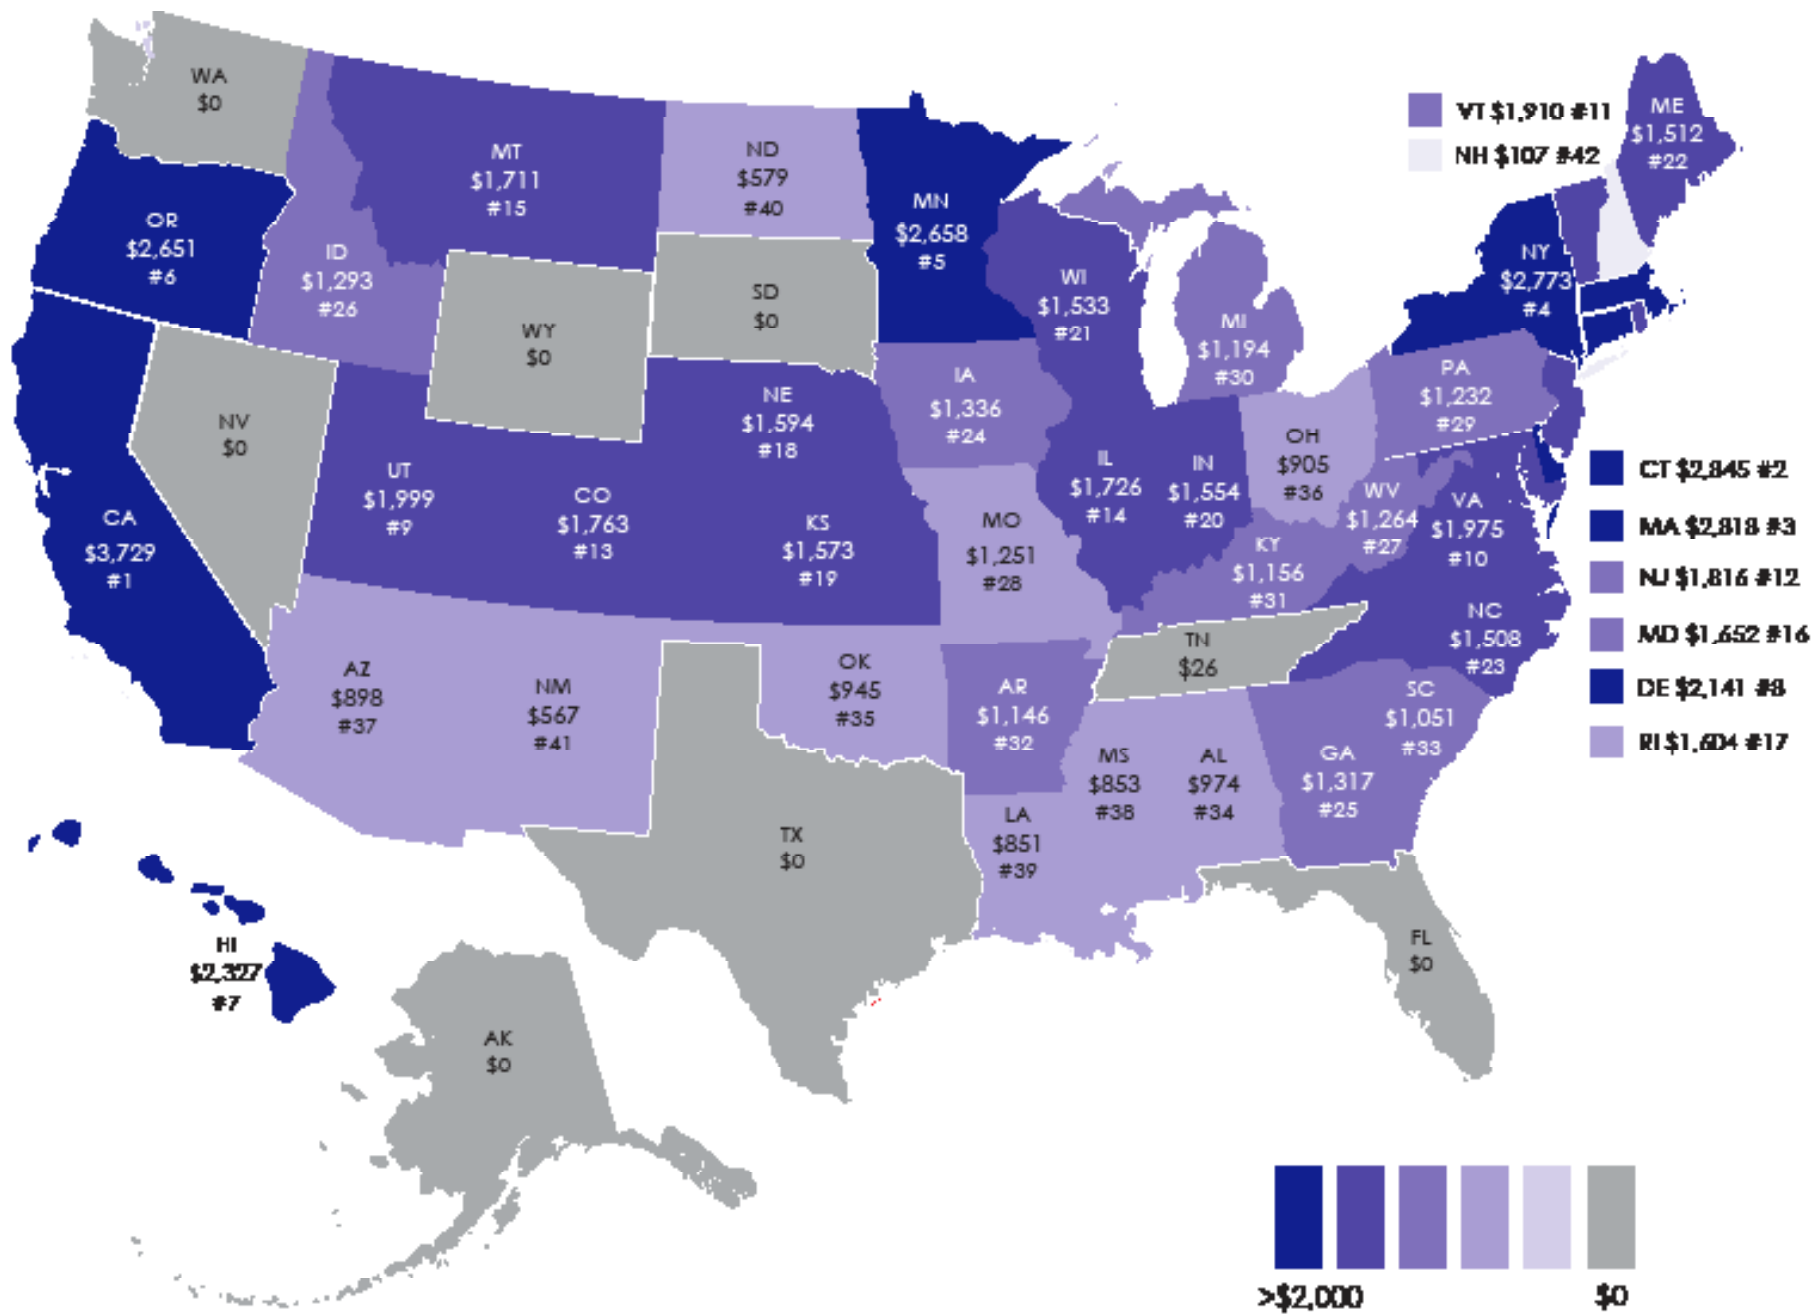 WA
$0
OR
$2,651
#6
CA
$3,729
#1
NV
$0
ID
$1,293
#26
MT
$1,711
#15
WY
$0
UT
$1,999
#9
CO
$1,763
#13
AZ
$898
#37
NM
$567
#41
ND
$579
#40
SD
$0
NE
$1,594
#18
KS
$1,573
#19
OK
$945
#35
TX
$0
MN
$2,658
#5
IA
$1,336
#24
MO
$1,251
#28
AR
$1,146
#32
LA
$851
#39
WI
$1,533
#21
IL
$1,726
#14
IN
$1,554
#20
MI
$1,194
#30
OH
$905
#36
KY
$1,156
#31
TN
$26
MS
$853
#38
AL
$974
#34
GA
$1,317
#25
FL
$0
SC
$1,051
#33
NC
$1,508
#23
VA
$1,975
#10
WV
$1,264
#27
PA
$1,232
#29
NY
$2,773
#4
ME
$1,512
#22
VT $1,910 #11
NH $107 #42
CT $2,845 #2
MA $2,818 #3
NJ $1,816 #12
MD $1,652 #16
DE $2,141 #8
RI $1,604 #17
HI
$2,327
#7
AK
$0
>$2,000
$0